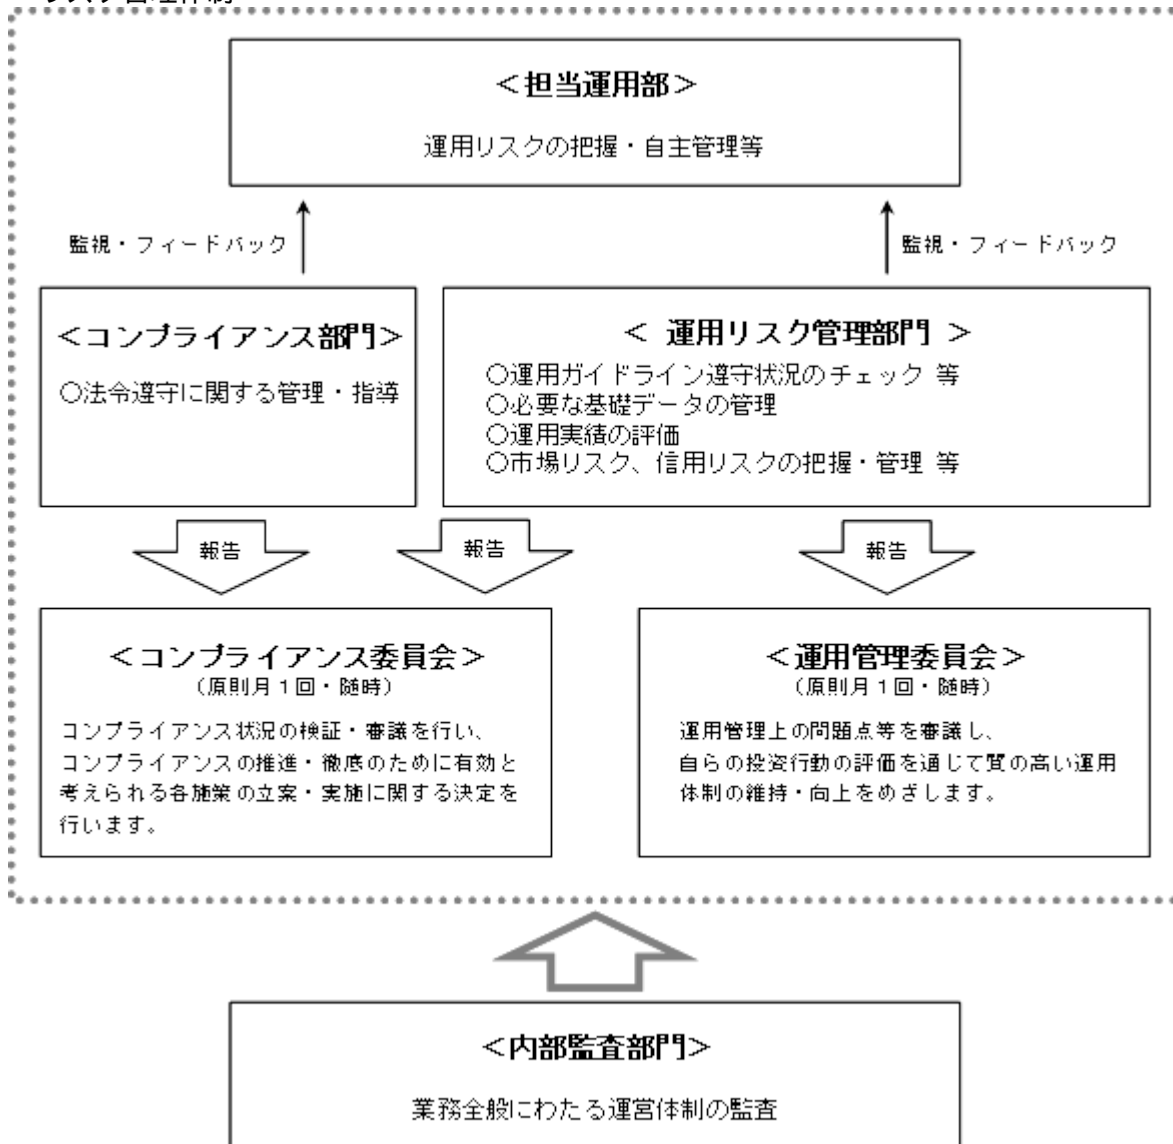 リスク管理体制
＜担当運用部＞
運用リスクの把握・自主管理等
監視・フィードバック
監視・フィードバック
＜コンプライアンス部門＞
○法令遵守に関する管理・指導
＜ 運用リスク管理部門 ＞
○運用ガイドライン遵守状況のチェック 等
○必要な基礎データの管理
○運用実績の評価
○市場リスク、信用リスクの把握・管理 等
報告
報告
報告
＜コンプライアンス委員会＞
（原則月１回・随時）
コンプライアンス状況の検証・審議を行い、
コンプライアンスの推進・徹底のために有効と
考えられる各施策の立案・実施に関する決定を
行います。
＜運用管理委員会＞
（原則月１回・随時）
運用管理上の問題点等を審議し、
自らの投資行動の評価を通じて質の高い運用
体制の維持・向上をめざします。
＜内部監査部門＞
業務全般にわたる運営体制の監査